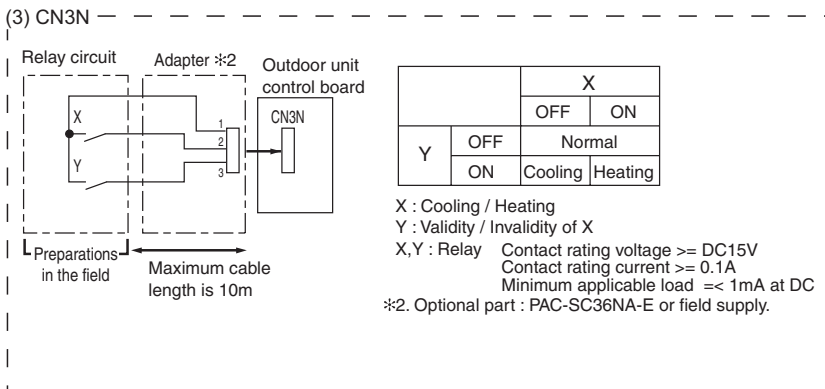 (3) CN3N
Relay circuit
Adapter ✻2
Outdoor unit
control board
X
Y
1
2
3
CN3N
Preparations
in the field
Maximum cable
length is 10m
X
OFF ON
Y OFF Normal
ON Cooling Heating
X : Cooling / Heating
Y : Validity / Invalidity of X
X,Y : Relay Contact rating voltage >= DC15V
Contact rating current >= 0.1A
Minimum applicable load =< 1mA at DC
✻2. Optional part : PAC-SC36NA-E or field supply.